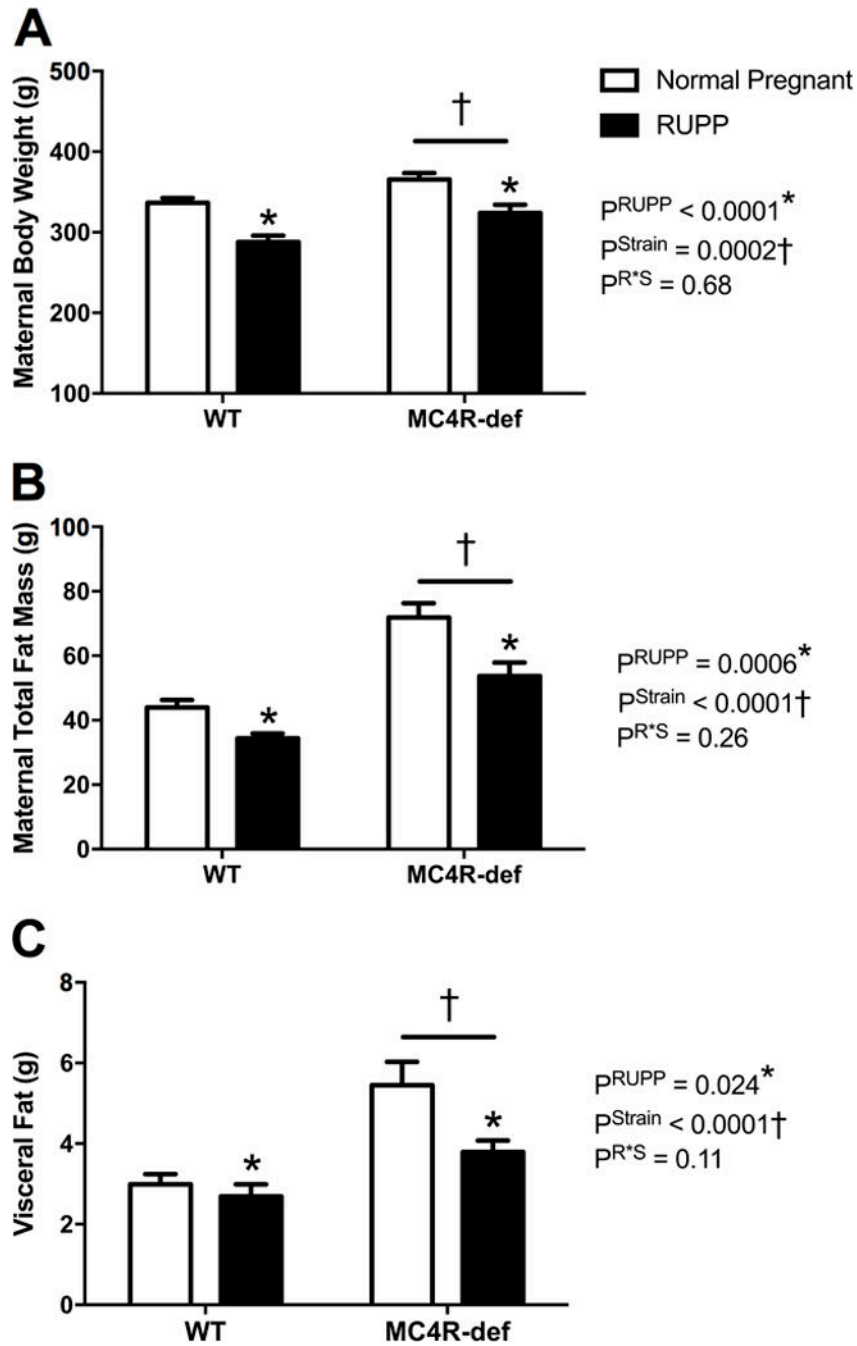 A
Maternal Body Weight (g)
500
400
300
200
100
†
*
*
WT
MC4R-def
Normal Pregnant
RUPP
P^RUPP < 0.0001*
P^Strain = 0.0002†
P^R*S = 0.68
B
Maternal Total Fat Mass (g)
100
80
60
40
20
0
†
*
*
WT
MC4R-def
P^RUPP = 0.0006*
P^Strain < 0.0001†
P^R*S = 0.26
C
Visceral Fat (g)
8
6
4
2
0
†
*
*
WT
MC4R-def
P^RUPP = 0.024*
P^Strain < 0.0001†
P^R*S = 0.11